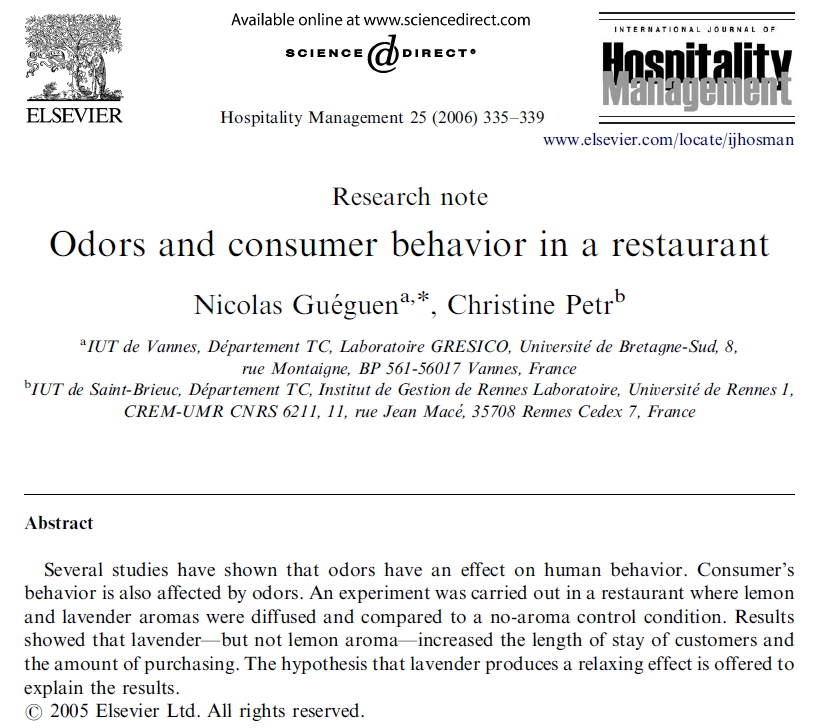 Available online at www.sciencedirect.com
SCIENCE DIRECT®
ELSEVIER
INTERNATIONAL JOURNAL OF
Hospitality
Management
Hospitality Management 25 (2006) 335–339
www.elsevier.com/locate/ijhosman
Research note
Odors and consumer behavior in a restaurant
Nicolas Guéguenᵃ,*, Christine Petrᵇ
ᵃIUT de Vannes, Département TC, Laboratoire GRESICO, Université de Bretagne-Sud, 8,
rue Montaigne, BP 561-56017 Vannes, France
ᵇIUT de Saint-Brieuc, Département TC, Institut de Gestion de Rennes Laboratoire, Université de Rennes 1,
CREM-UMR CNRS 6211, 11, rue Jean Macé, 35708 Rennes Cedex 7, France
Abstract
Several studies have shown that odors have an effect on human behavior. Consumer's
behavior is also affected by odors. An experiment was carried out in a restaurant where lemon
and lavender aromas were diffused and compared to a no-aroma control condition. Results
showed that lavender—but not lemon aroma—increased the length of stay of customers and
the amount of purchasing. The hypothesis that lavender produces a relaxing effect is offered to
explain the results.
© 2005 Elsevier Ltd. All rights reserved.